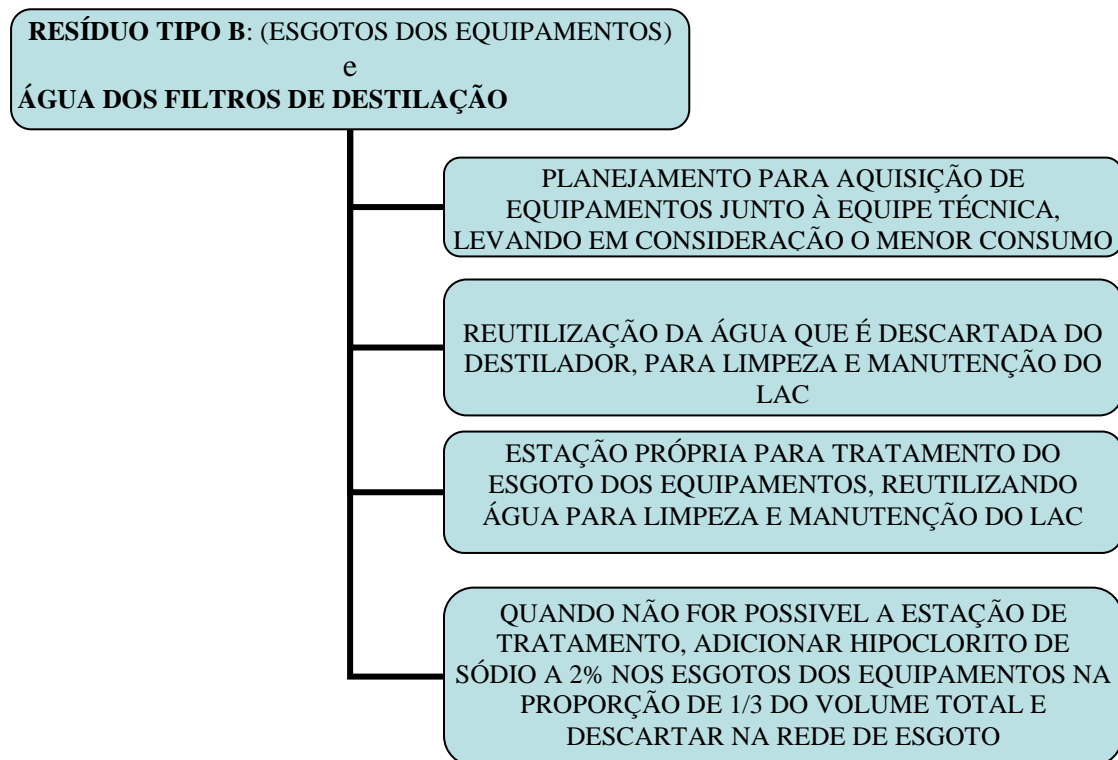 RESÍDUO TIPO B: (ESGOTOS DOS EQUIPAMENTOS)
e
ÁGUA DOS FILTROS DE DESTILAÇÃO
PLANEJAMENTO PARA AQUISIÇÃO DE
EQUIPAMENTOS JUNTO À EQUIPE TÉCNICA,
LEVANDO EM CONSIDERAÇÃO O MENOR CONSUMO
REUTILIZAÇÃO DA ÁGUA QUE É DESCARTADA DO
DESTILADOR, PARA LIMPEZA E MANUTENÇÃO DO
LAC
ESTAÇÃO PRÓPRIA PARA TRATAMENTO DO
ESGOTO DOS EQUIPAMENTOS, REUTILIZANDO
ÁGUA PARA LIMPEZA E MANUTENÇÃO DO LAC
QUANDO NÃO FOR POSSIVEL A ESTAÇÃO DE
TRATAMENTO, ADICIONAR HIPOCLORITO DE
SÓDIO A 2% NOS ESGOTOS DOS EQUIPAMENTOS NA
PROPORÇÃO DE 1/3 DO VOLUME TOTAL E
DESCARTAR NA REDE DE ESGOTO